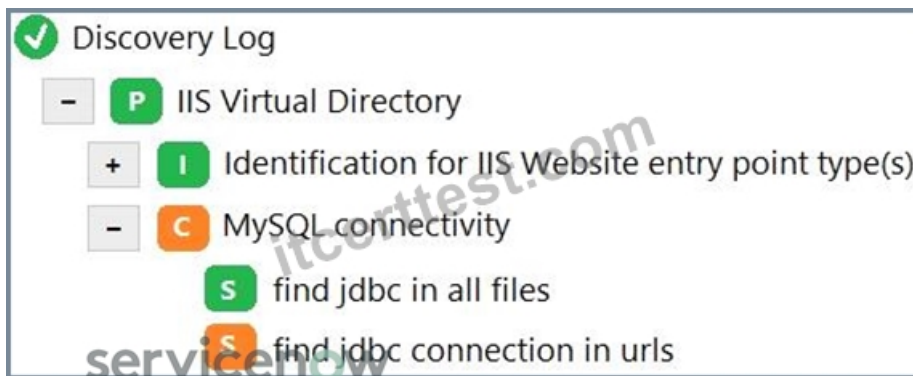 Discovery Log
- P IIS Virtual Directory
+ I Identification for IIS Website entry point type(s)
- C MySQL connectivity
S find jdbc in all files
S find jdbc connection in urls
itcerttest.com
servicenow